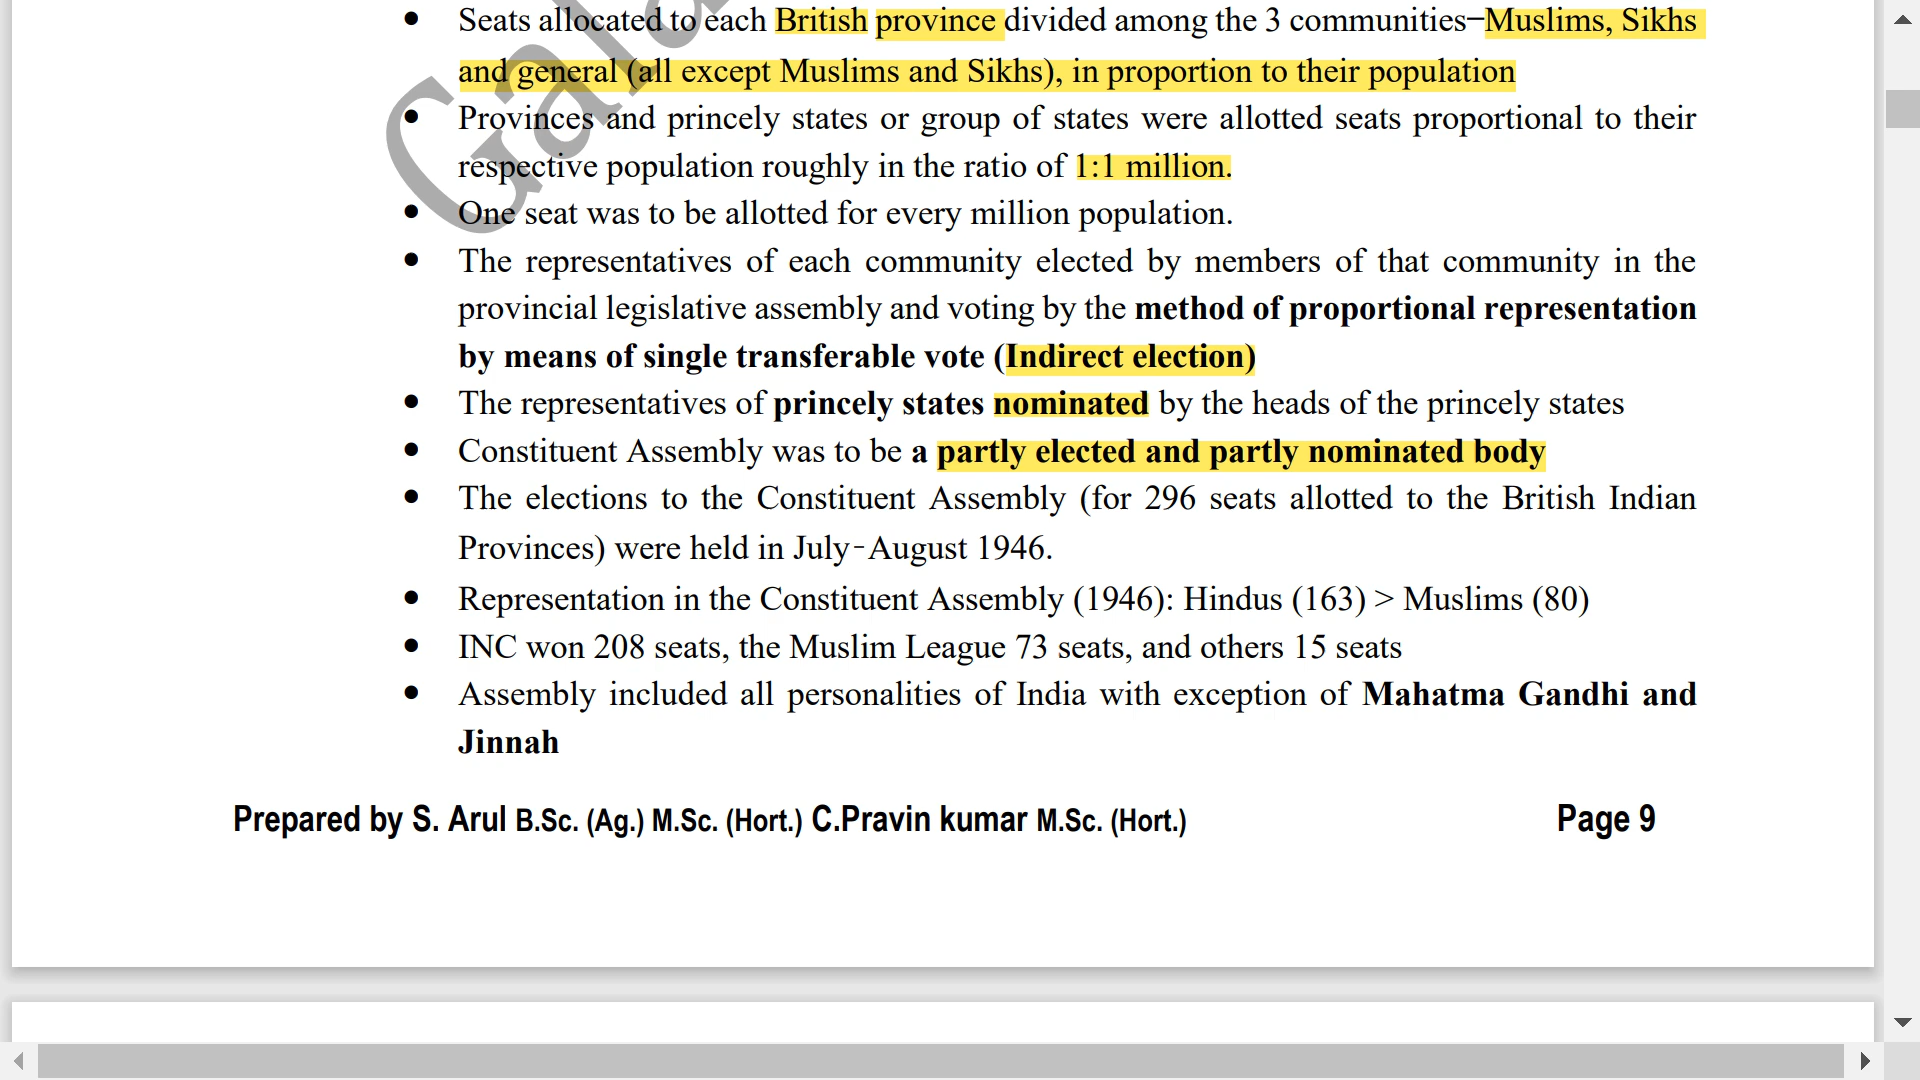 Seats allocated to each British province divided among the 3 communities–Muslims, Sikhs
and general (all except Muslims and Sikhs), in proportion to their population
Provinces and princely states or group of states were allotted seats proportional to their
respective population roughly in the ratio of 1:1 million.
One seat was to be allotted for every million population.
The representatives of each community elected by members of that community in the
provincial legislative assembly and voting by the method of proportional representation
by means of single transferable vote (Indirect election)
The representatives of princely states nominated by the heads of the princely states
Constituent Assembly was to be a partly elected and partly nominated body
The elections to the Constituent Assembly (for 296 seats allotted to the British Indian
Provinces) were held in July-August 1946.
Representation in the Constituent Assembly (1946): Hindus (163) > Muslims (80)
INC won 208 seats, the Muslim League 73 seats, and others 15 seats
Assembly included all personalities of India with exception of Mahatma Gandhi and
Jinnah
Prepared by S. Arul B.Sc. (Ag.) M.Sc. (Hort.) C.Pravin kumar M.Sc. (Hort.) Page 9